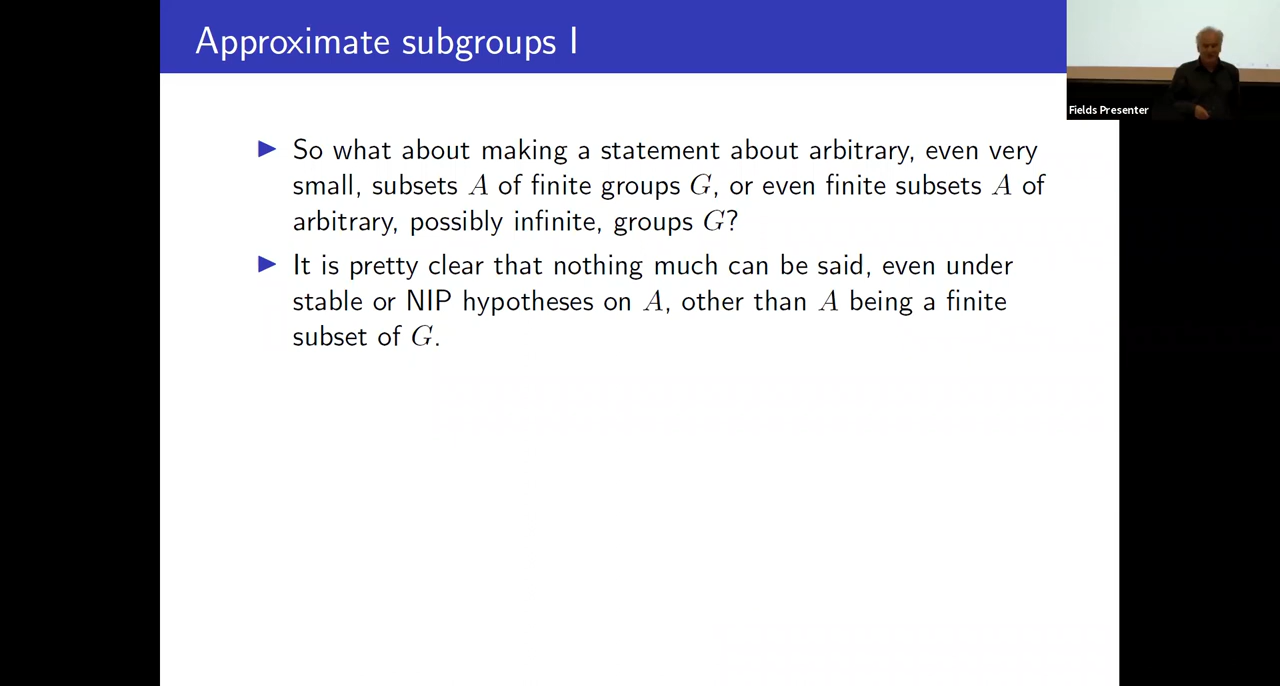 Approximate subgroups I
Fields Presenter
▶ So what about making a statement about arbitrary, even very
small, subsets A of finite groups G, or even finite subsets A of
arbitrary, possibly infinite, groups G?
▶ It is pretty clear that nothing much can be said, even under
stable or NIP hypotheses on A, other than A being a finite
subset of G.